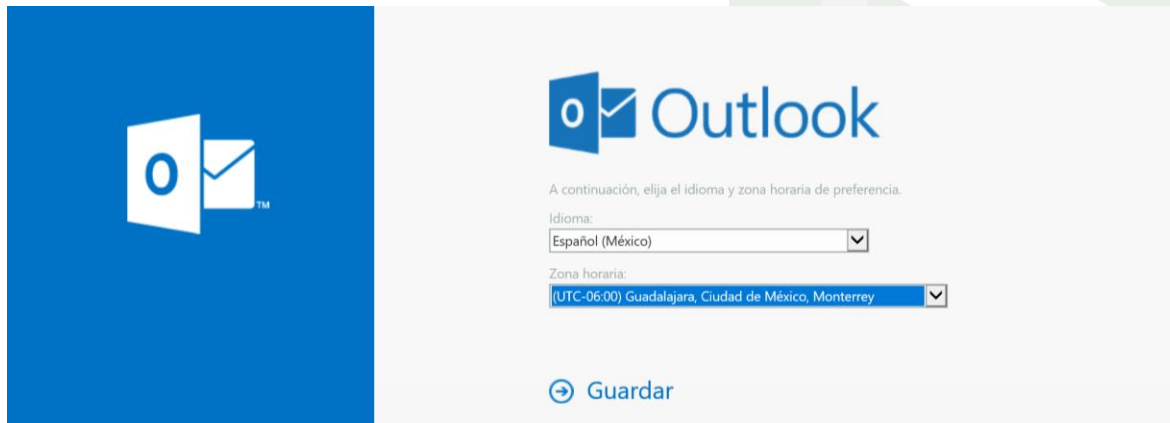 O
TM
O
Outlook
A continuación, elija el idioma y zona horaria de preferencia.
Idioma:
Español (México)
Zona horaria:
(UTC-06:00) Guadalajara, Ciudad de México, Monterrey
Guardar